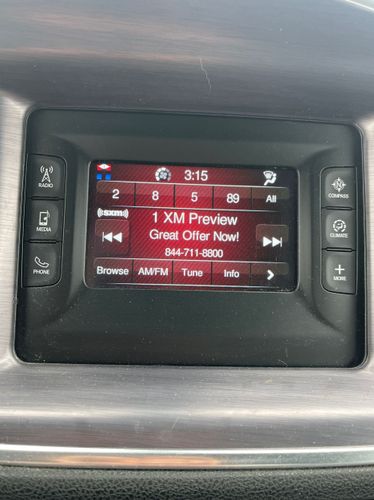 3:15
2 8 5 89 All
((sxm))
1 XM Preview
Great Offer Now!
844-711-8800
Browse AM/FM Tune Info >
RADIO
MEDIA
PHONE
COMPASS
CLIMATE
+
MORE